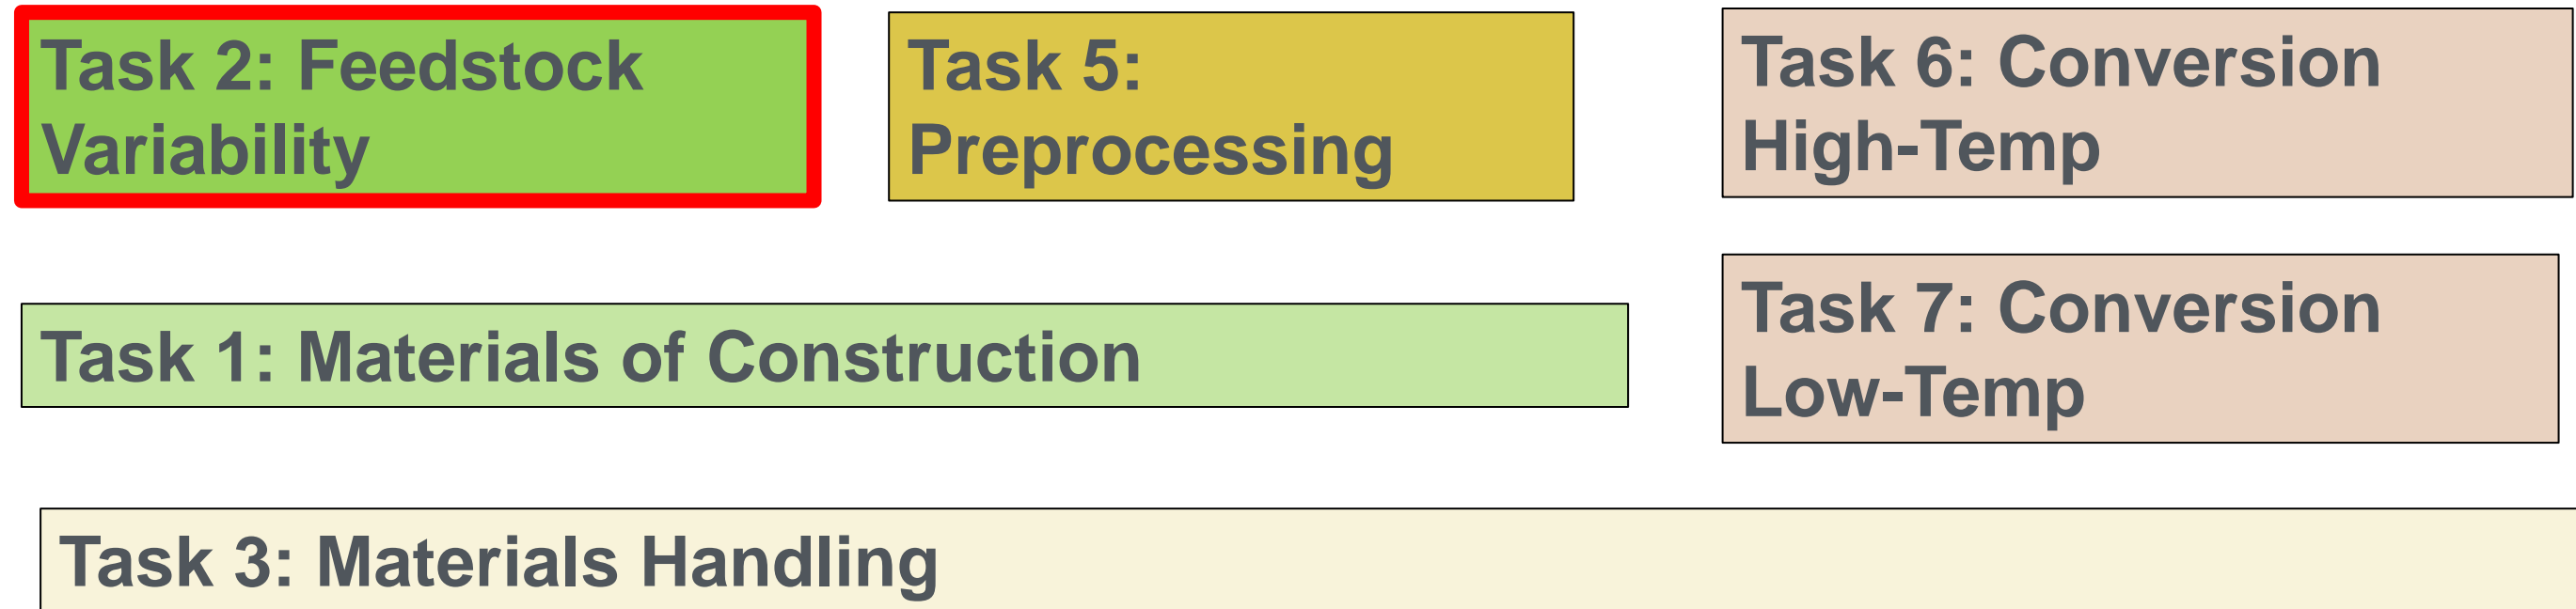 Task 2: Feedstock
Variability
Task 5:
Preprocessing
Task 6: Conversion
High-Temp
Task 1: Materials of Construction
Task 7: Conversion
Low-Temp
Task 3: Materials Handling